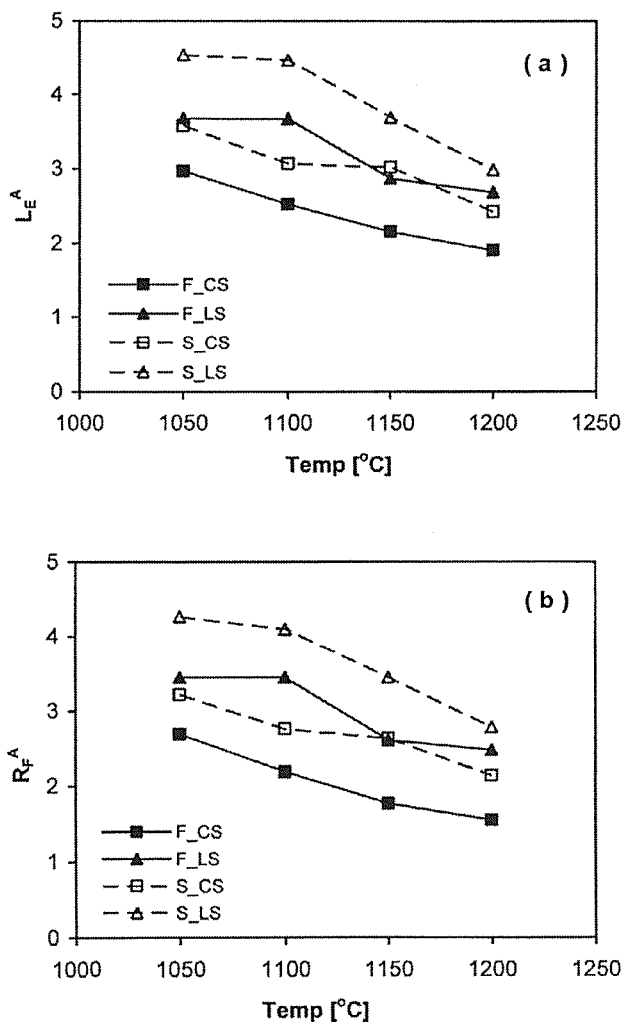 ( a )
5
4
3
2
1
0
L_E^A
F_CS
F_LS
S_CS
S_LS
1000 1050 1100 1150 1200 1250
Temp [°C]
( b )
5
4
3
2
1
0
R_F^A
F_CS
F_LS
S_CS
S_LS
1000 1050 1100 1150 1200 1250
Temp [°C]